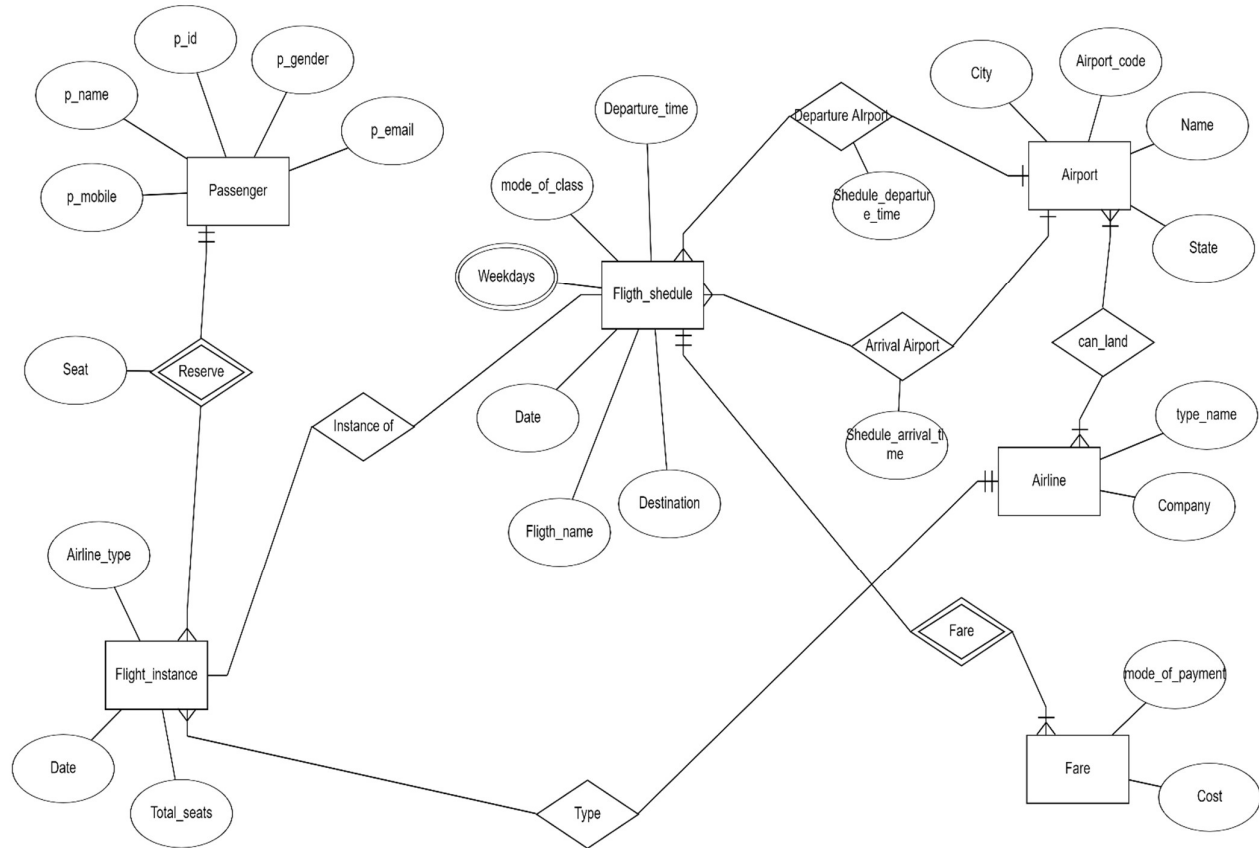 p_id
p_gender
p_name
p_email
p_mobile
Passenger
Departure_time
mode_of_class
Weekdays
Fligth_shedule
Date
Fligth_name
Destination
Departure AIrport
Shedule_departur
e_time
City
Airport_code
Name
Airport
State
Arrival Airport
Shedule_arrival_ti
me
can_land
type_name
Airline
Company
Seat
Reserve
Instance of
Airline_type
Flight_instance
Date
Total_seats
Type
Fare
mode_of_payment
Fare
Cost